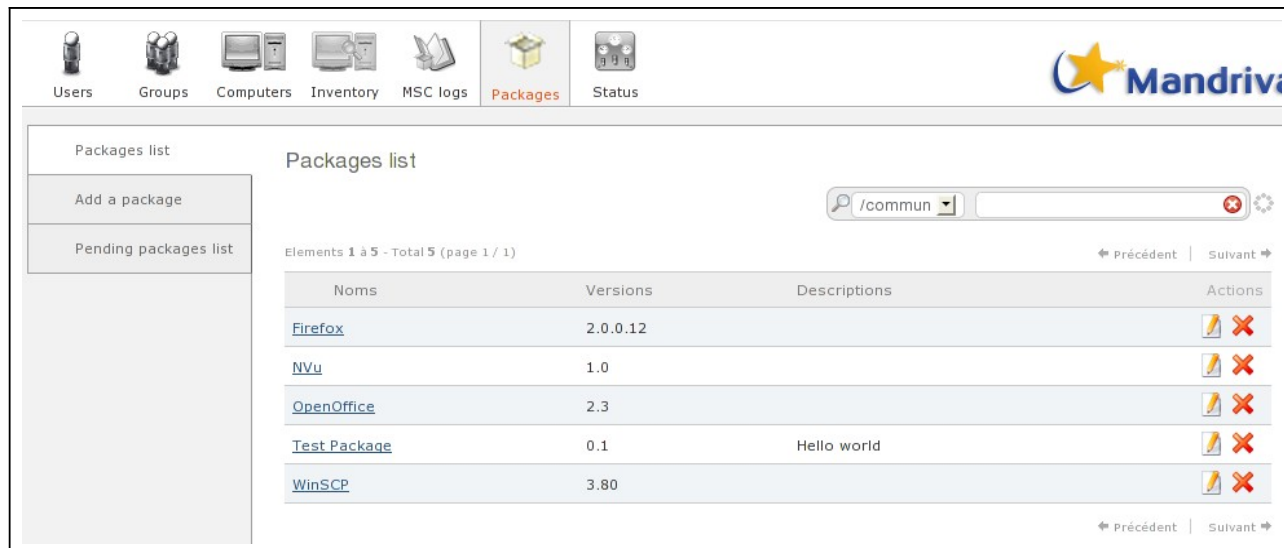 Users Groups Computers Inventory MSC logs Packages Status
Mandriva
Packages list
Add a package
Pending packages list
Packages list
/commun
Elements 1 à 5 - Total 5 (page 1 / 1)
Précédent | Suivant
Noms Versions Descriptions Actions
Firefox 2.0.0.12
NVu 1.0
OpenOffice 2.3
Test Package 0.1 Hello world
WinSCP 3.80
Précédent | Suivant